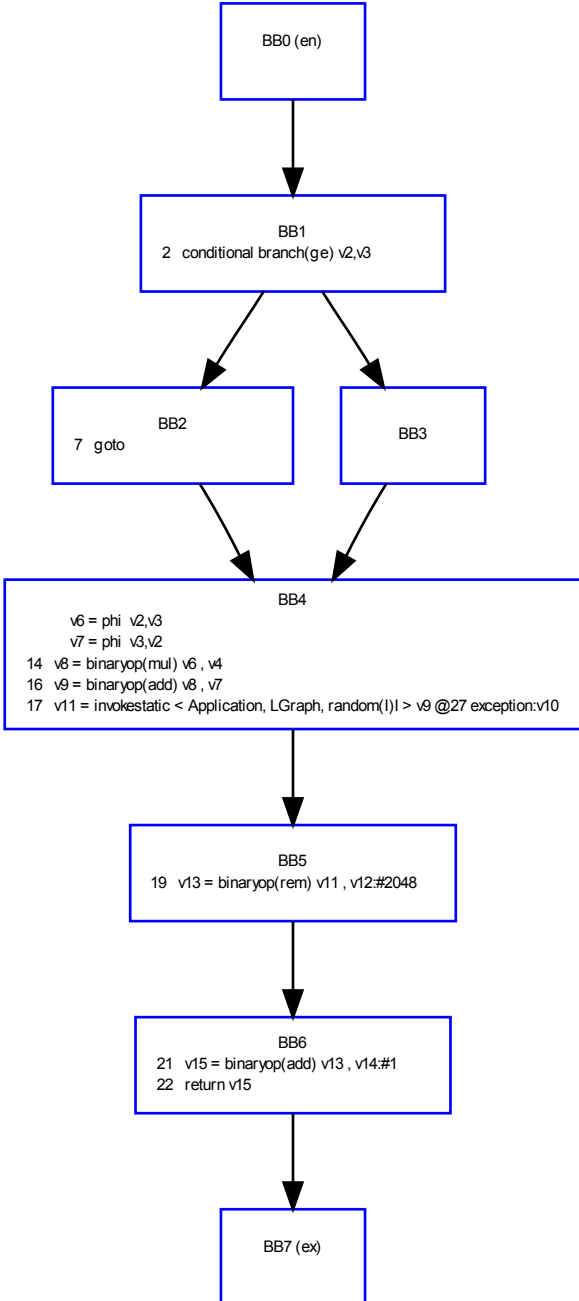 BB0 (en)
BB1
2 conditional branch(ge) v2,v3
BB2
7 goto
BB3
BB4
v6 = phi v2,v3
v7 = phi v3,v2
14 v8 = binaryop(mul) v6 , v4
16 v9 = binaryop(add) v8 , v7
17 v11 = invokestatic < Application, LGraph, random(I)I > v9 @27 exception:v10
BB5
19 v13 = binaryop(rem) v11 , v12:#2048
BB6
21 v15 = binaryop(add) v13 , v14:#1
22 return v15
BB7 (ex)